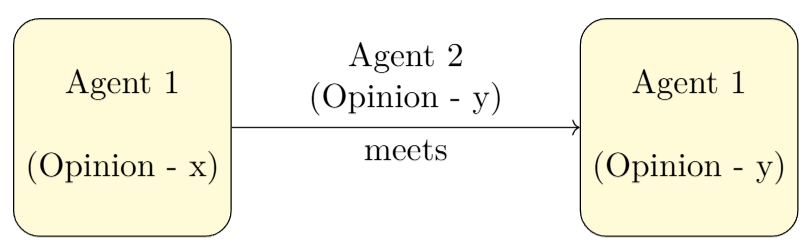 Agent 1
(Opinion - x)
Agent 2
(Opinion - y)
meets
Agent 1
(Opinion - y)